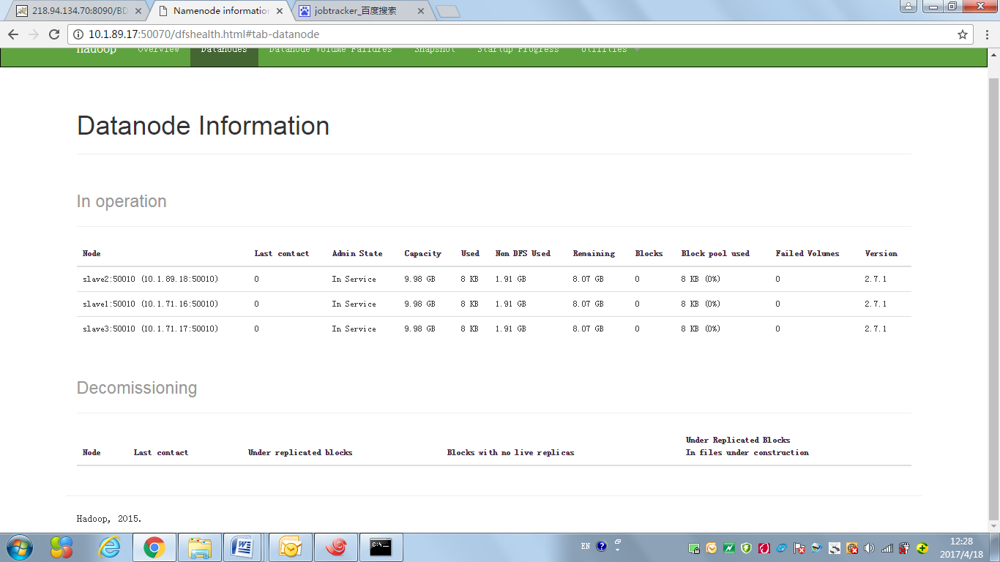 218.94.134.70:8090/BD
Namenode information
jobtracker_百度搜索
10.1.89.17:50070/dfshealth.html#tab-datanode
hadoop Overview Datanodes Datanode Volume Failures Snapshot Startup Progress Utilities
Datanode Information
In operation
Node Last contact Admin State Capacity Used Non DFS Used Remaining Blocks Block pool used Failed Volumes Version
slave2:50010 (10.1.89.18:50010) 0 In Service 9.98 GB 8 KB 1.91 GB 8.07 GB 0 8 KB (0%) 0 2.7.1
slave1:50010 (10.1.71.16:50010) 0 In Service 9.98 GB 8 KB 1.91 GB 8.07 GB 0 8 KB (0%) 0 2.7.1
slave3:50010 (10.1.71.17:50010) 0 In Service 9.98 GB 8 KB 1.91 GB 8.07 GB 0 8 KB (0%) 0 2.7.1
Decomissioning
Node Last contact Under replicated blocks Blocks with no live replicas Under Replicated Blocks
In files under construction
Hadoop, 2015.
EN
12:28
2017/4/18